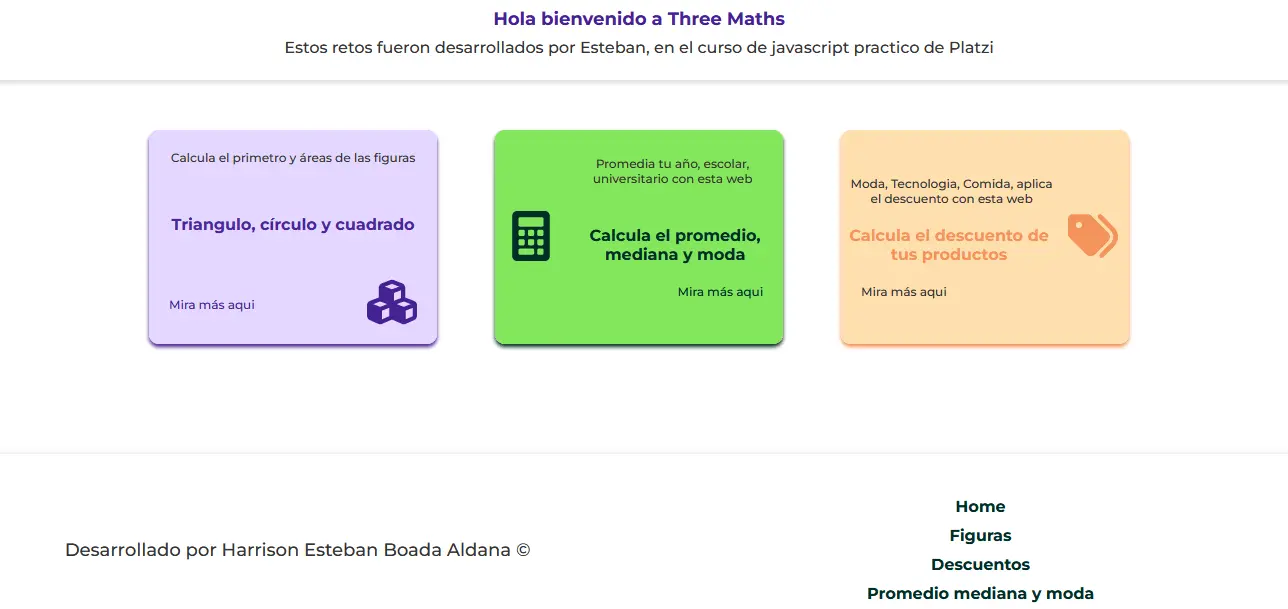 Hola bienvenido a Three Maths
Estos retos fueron desarrollados por Esteban, en el curso de javascript practico de Platzi
Calcula el primetro y áreas de las figuras
Triangulo, círculo y cuadrado
Mira más aqui
Promedia tu año, escolar,
universitario con esta web
Calcula el promedio,
mediana y moda
Mira más aqui
Moda, Tecnologia, Comida, aplica
el descuento con esta web
Calcula el descuento de
tus productos
Mira más aqui
Desarrollado por Harrison Esteban Boada Aldana ©
Home
Figuras
Descuentos
Promedio mediana y moda